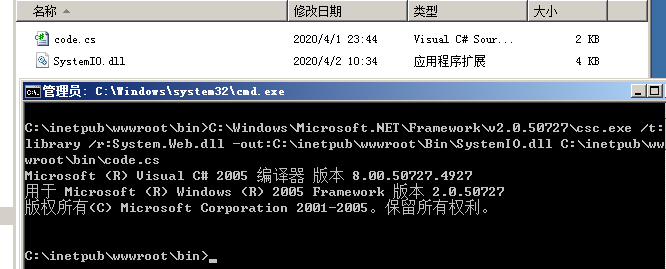 名称 修改日期 类型 大小
code.cs 2020/4/1 23:44 Visual C# Sour... 2 KB
SystemIO.dll 2020/4/2 10:34 应用程序扩展 4 KB
管理员: C:\Windows\system32\cmd.exe
C:\inetpub\wwwroot\bin>C:\Windows\Microsoft.NET\Framework\v2.0.50727\csc.exe /t:
library /r:System.Web.dll -out:C:\inetpub\wwwroot\Bin\SystemIO.dll C:\inetpub\ww
wroot\bin\code.cs
Microsoft (R) Visual C# 2005 编译器 版本 8.00.50727.4927
用于 Microsoft (R) Windows (R) 2005 Framework 版本 2.0.50727
版权所有(C) Microsoft Corporation 2001-2005。保留所有权利。
C:\inetpub\wwwroot\bin>